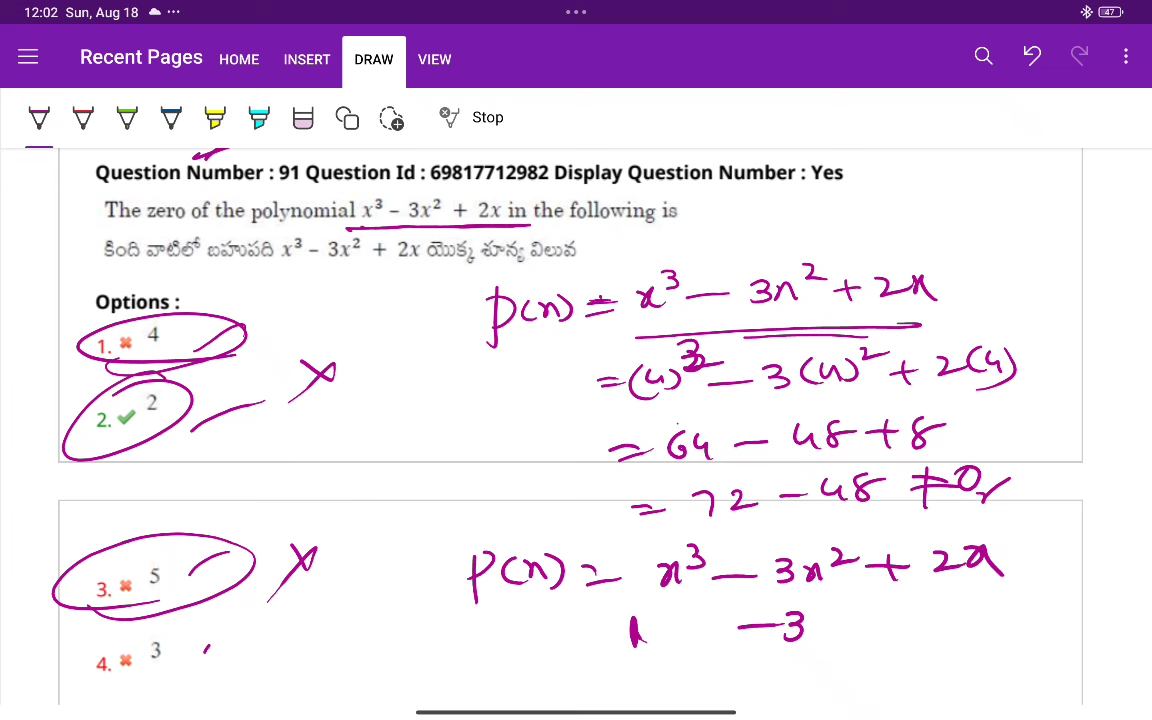 12:02 Sun, Aug 18
47
Recent Pages HOME INSERT DRAW VIEW
Stop
Question Number : 91 Question Id : 69817712982 Display Question Number : Yes
The zero of the polynomial x³ − 3x² + 2x in the following is
కింది వాటిలో బహుపది x³ − 3x² + 2x యొక్క శూన్య విలువ
Options :
1. 4
2. 2
3. 5
4. 3
p(x) = x³ − 3x² + 2x
= (4)³ − 3(4)² + 2(4)
= 64 − 48 + 8
= 72 − 48 ≠ 0
P(x) = x³ − 3x² + 2x
− 3